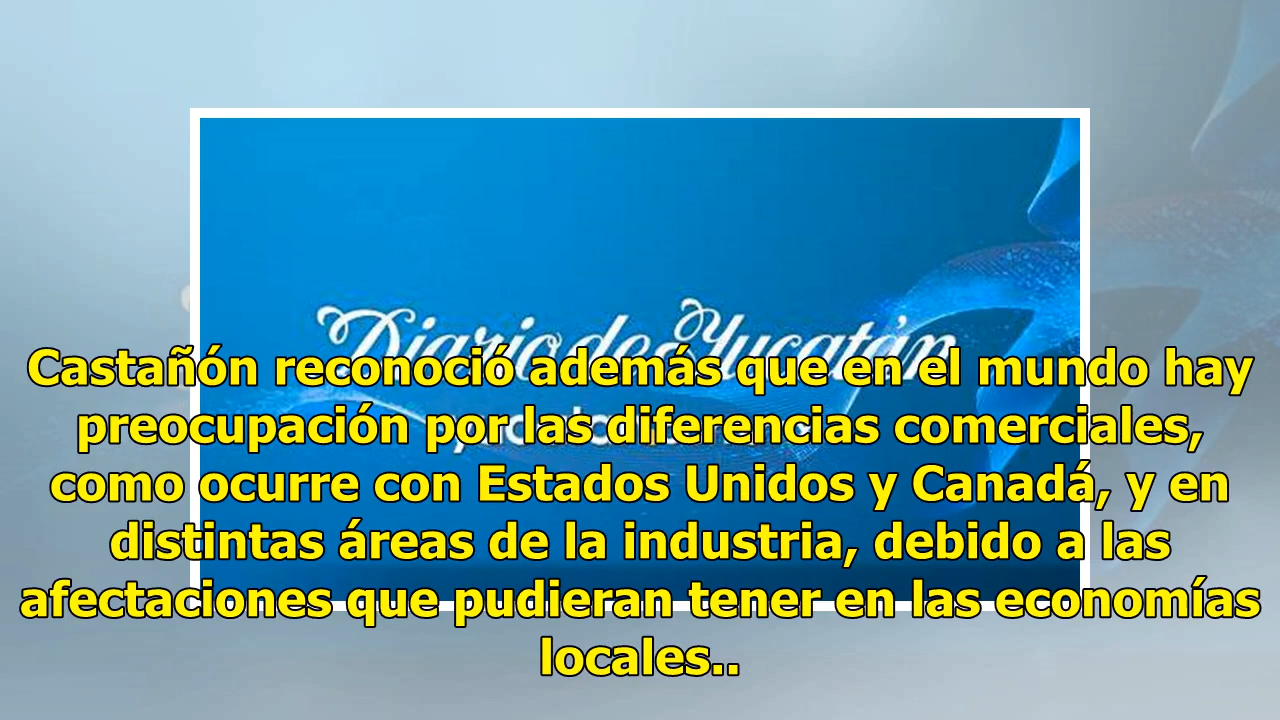 Diario de Yucatán
Castañón reconoció además que en el mundo hay
preocupación por las diferencias comerciales,
como ocurre con Estados Unidos y Canadá, y en
distintas áreas de la industria, debido a las
afectaciones que pudieran tener en las economías
locales..